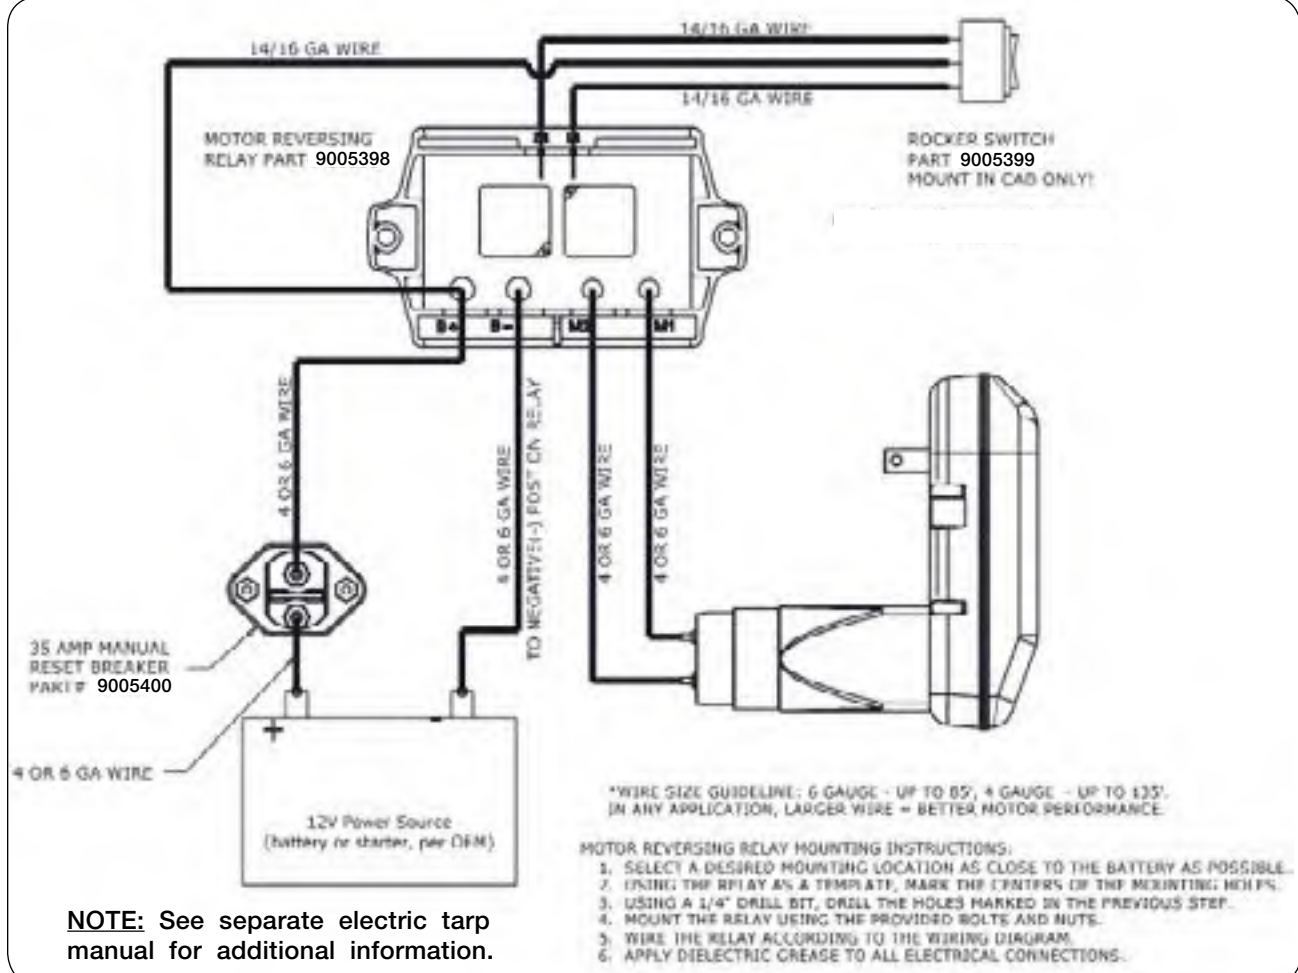 14/16 GA WIRE
14/16 GA WIRE
14/16 GA WIRE
MOTOR REVERSING
RELAY PART 9005398
ROCKER SWITCH
PART 9005399
MOUNT IN CAB ONLY!
B+
B-
M2
M1
4 OR 6 GA WIRE
4 OR 6 GA WIRE
TO NEGATIVE(-) POST ON RELAY
4 OR 6 GA WIRE
4 OR 6 GA WIRE
35 AMP MANUAL
RESET BREAKER
PART# 9005400
4 OR 6 GA WIRE
+
-
12V Power Source
(battery or starter, per OEM)
*WIRE SIZE GUIDELINE: 6 GAUGE - UP TO 85', 4 GAUGE - UP TO 135'.
IN ANY APPLICATION, LARGER WIRE = BETTER MOTOR PERFORMANCE.
MOTOR REVERSING RELAY MOUNTING INSTRUCTIONS:
1. SELECT A DESIRED MOUNTING LOCATION AS CLOSE TO THE BATTERY AS POSSIBLE.
2. USING THE RELAY AS A TEMPLATE, MARK THE CENTERS OF THE MOUNTING HOLES.
3. USING A 1/4" DRILL BIT, DRILL THE HOLES MARKED IN THE PREVIOUS STEP.
4. MOUNT THE RELAY USING THE PROVIDED BOLTS AND NUTS.
5. WIRE THE RELAY ACCORDING TO THE WIRING DIAGRAM.
6. APPLY DIELECTRIC GREASE TO ALL ELECTRICAL CONNECTIONS.
NOTE: See separate electric tarp
manual for additional information.